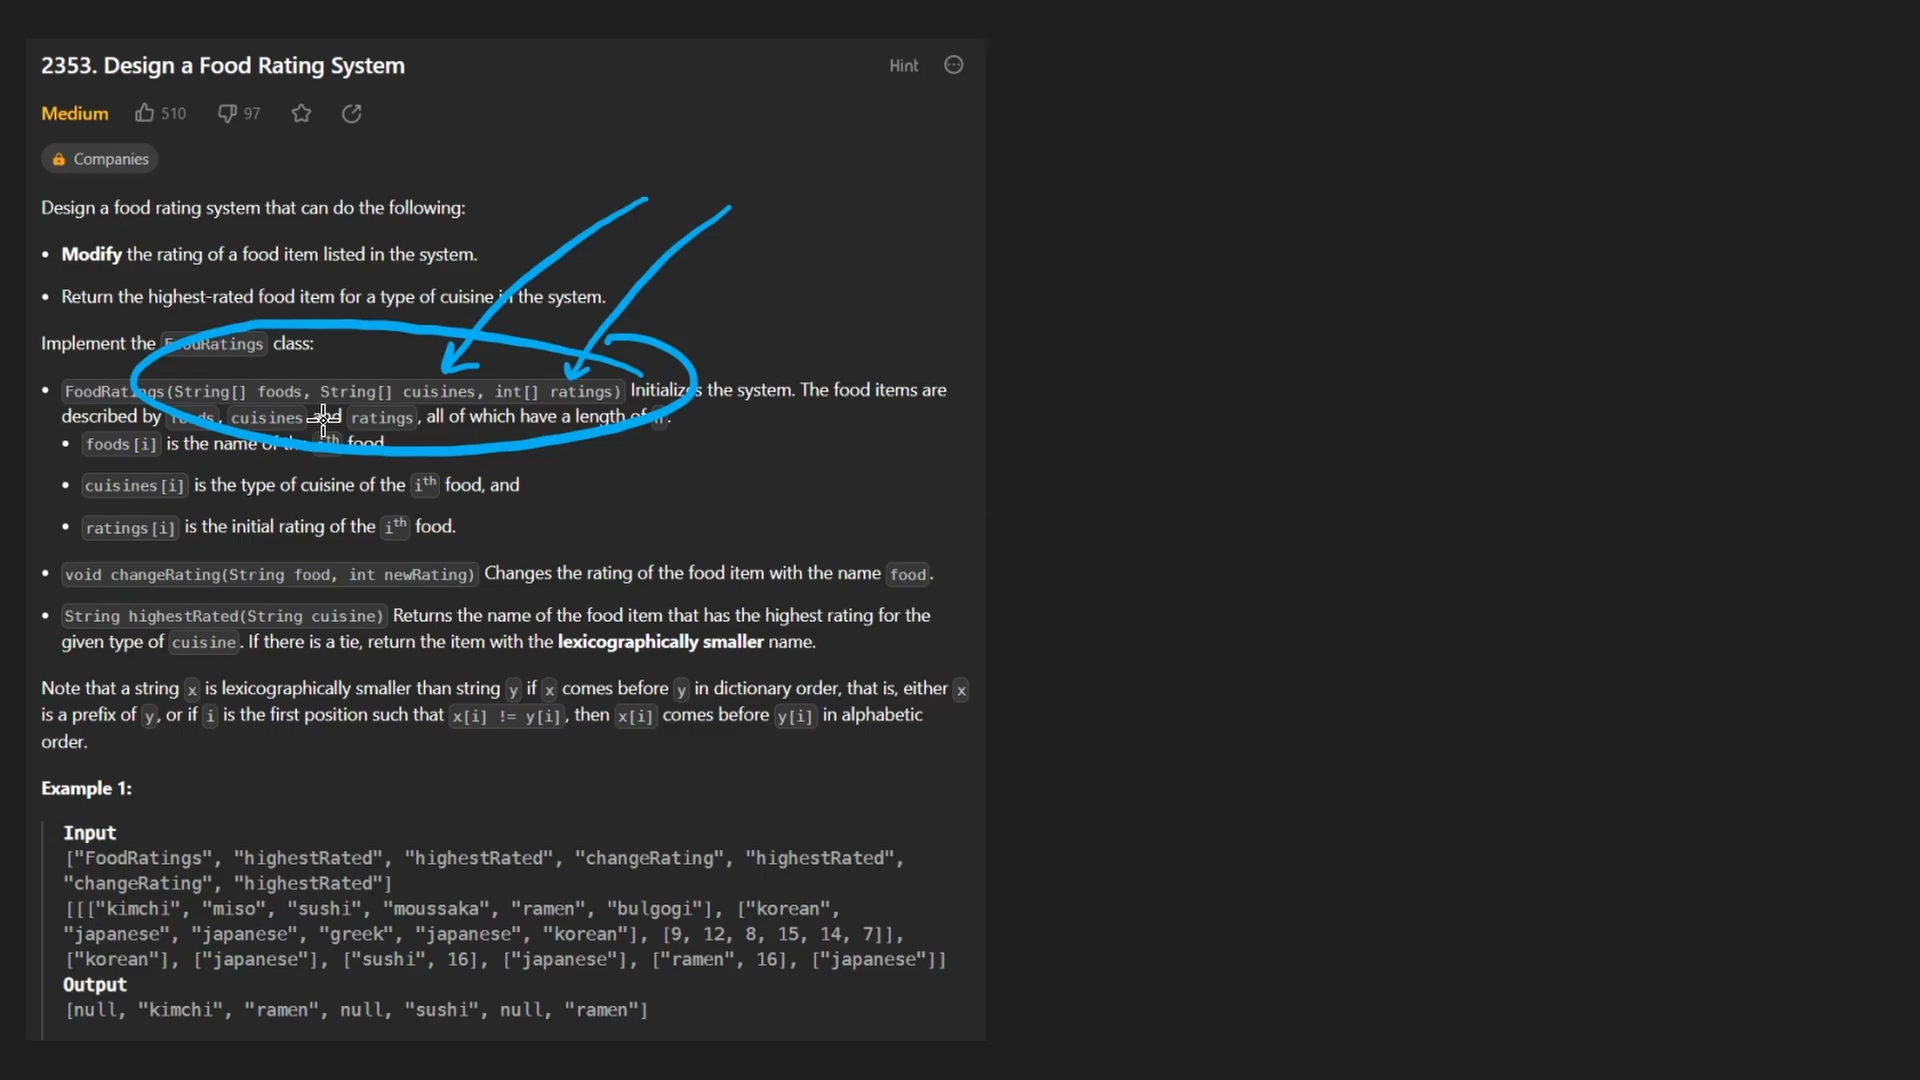 2353. Design a Food Rating System
Hint
Medium 510 97
Companies
Design a food rating system that can do the following:
• Modify the rating of a food item listed in the system.
• Return the highest-rated food item for a type of cuisine in the system.
Implement the FoodRatings class:
• FoodRatings(String[] foods, String[] cuisines, int[] ratings) Initializes the system. The food items are
described by foods, cuisines and ratings, all of which have a length of n.
• foods[i] is the name of the ith food,
• cuisines[i] is the type of cuisine of the ith food, and
• ratings[i] is the initial rating of the ith food.
• void changeRating(String food, int newRating) Changes the rating of the food item with the name food.
• String highestRated(String cuisine) Returns the name of the food item that has the highest rating for the
given type of cuisine. If there is a tie, return the item with the lexicographically smaller name.
Note that a string x is lexicographically smaller than string y if x comes before y in dictionary order, that is, either x
is a prefix of y, or if i is the first position such that x[i] != y[i], then x[i] comes before y[i] in alphabetic
order.
Example 1:
Input
["FoodRatings", "highestRated", "highestRated", "changeRating", "highestRated",
"changeRating", "highestRated"]
[[["kimchi", "miso", "sushi", "moussaka", "ramen", "bulgogi"], ["korean",
"japanese", "japanese", "greek", "japanese", "korean"], [9, 12, 8, 15, 14, 7]],
["korean"], ["japanese"], ["sushi", 16], ["japanese"], ["ramen", 16], ["japanese"]]
Output
[null, "kimchi", "ramen", null, "sushi", null, "ramen"]